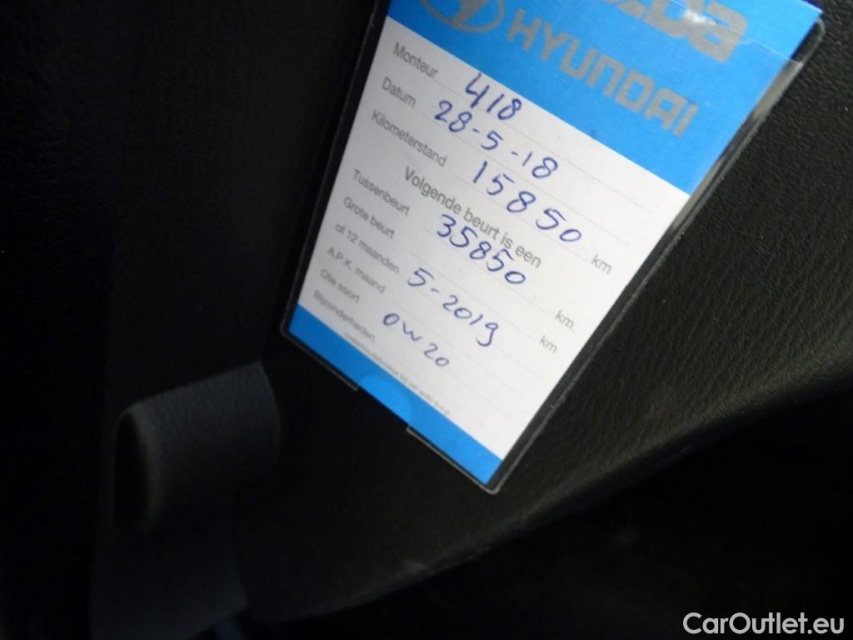 HYUNDAI
Monteur 418
Datum 28-5-18
Kilometerstand 15850 km
Volgende beurt is een
Tussenbeurt 35850 km
Grote beurt km
of 12 maanden 5-2019
A.P.K. maand
Olie soort 0W20
Bijzonderheden
CarOutlet.eu